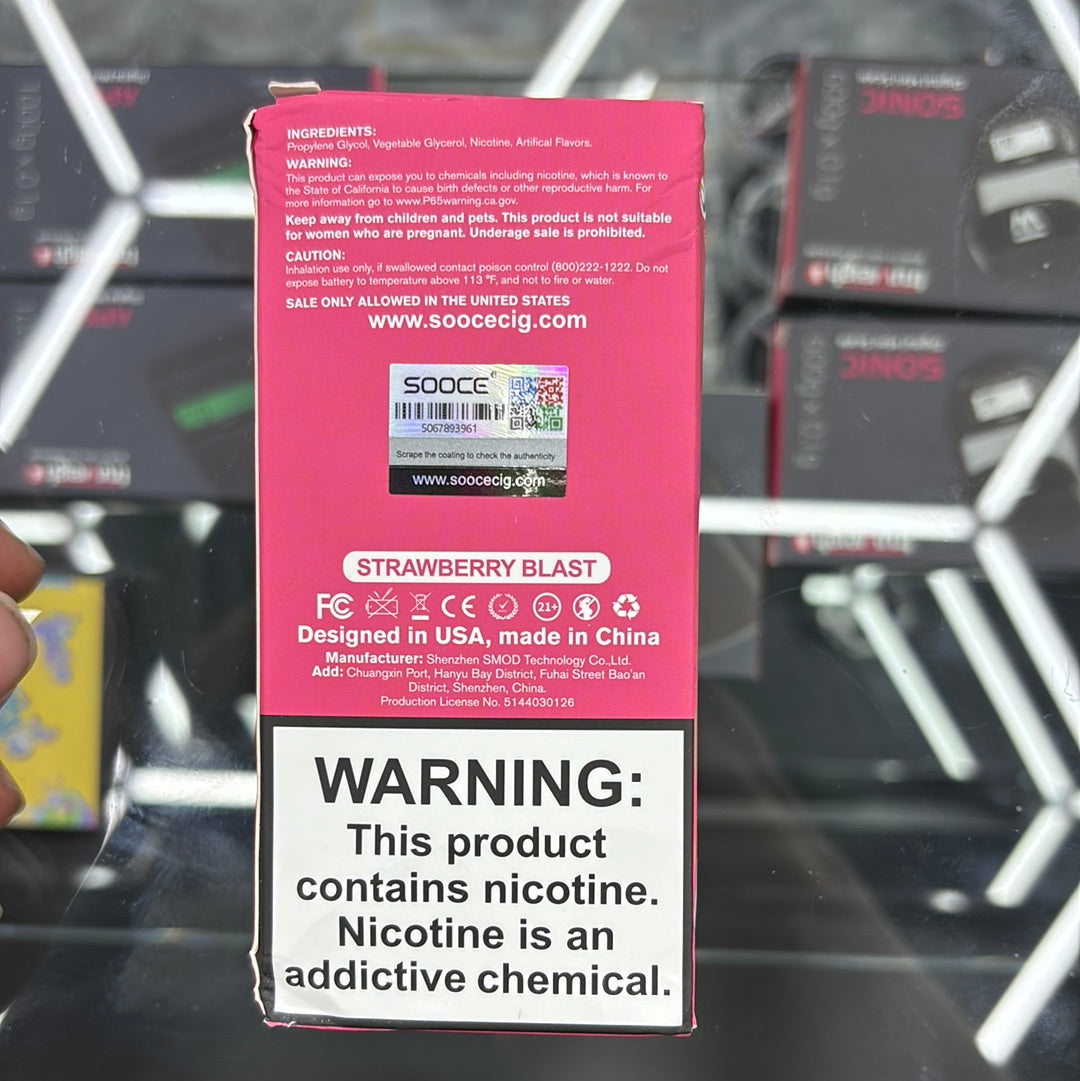 INGREDIENTS:
Propylene Glycol, Vegetable Glycerol, Nicotine, Artifical Flavors.
WARNING:
This product can expose you to chemicals including nicotine, which is known to
the State of California to cause birth defects or other reproductive harm. For
more information go to www.P65warning.ca.gov.
Keep away from children and pets. This product is not suitable
for women who are pregnant. Underage sale is prohibited.
CAUTION:
Inhalation use only, if swallowed contact poison control (800)222-1222. Do not
expose battery to temperature above 113 °F, and not to fire or water.
SALE ONLY ALLOWED IN THE UNITED STATES
www.soocecig.com
SOOCE®
5067893961
Scrape the coating to check the authenticity
www.soocecig.com
STRAWBERRY BLAST
FC CE 21+
Designed in USA, made in China
Manufacturer: Shenzhen SMOD Technology Co.,Ltd.
Add: Chuangxin Port, Hanyu Bay District, Fuhai Street Bao'an
District, Shenzhen, China.
Production License No. 5144030126
WARNING:
This product
contains nicotine.
Nicotine is an
addictive chemical.
SONIC
600g x 0.1g
SONIC